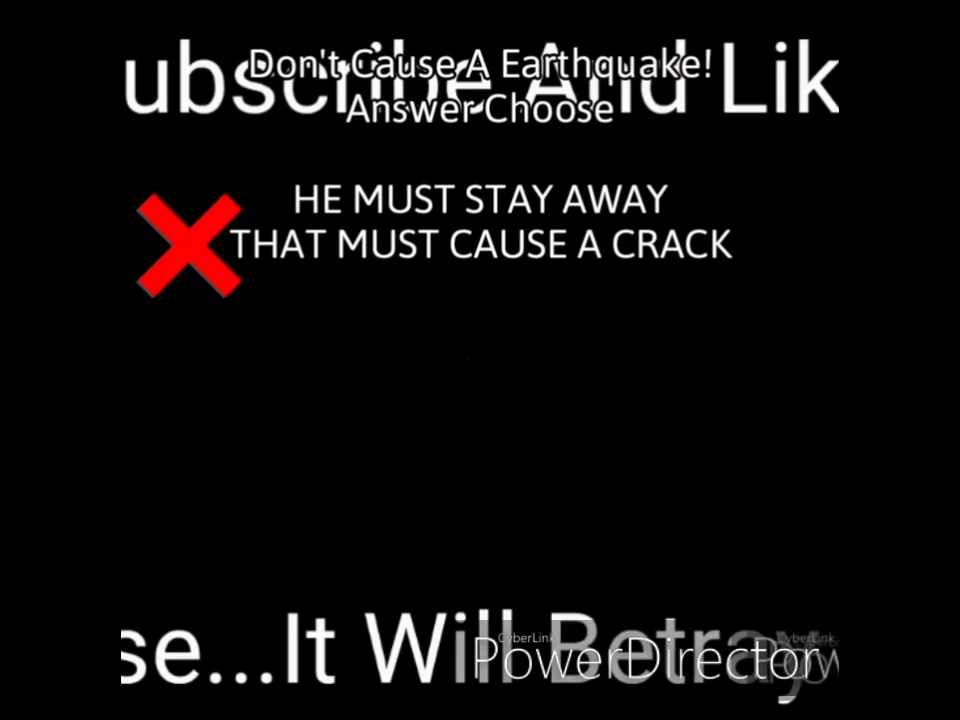 ubscribe And Lik
Don't Cause A Earthquake!
Answer Choose
HE MUST STAY AWAY
THAT MUST CAUSE A CRACK
se...It Will Betray
CyberLink
PowerDirector
CyberLink